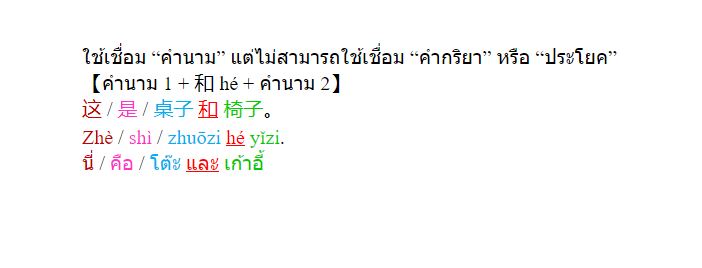 ใช้เชื่อม “คำนาม” แต่ไม่สามารถใช้เชื่อม “คำกริยา” หรือ “ประโยค”
【คำนาม 1 + 和 hé + คำนาม 2】
这 / 是 / 桌子 和 椅子。
Zhè / shì / zhuōzi hé yǐzi.
นี่ / คือ / โต๊ะ และ เก้าอี้